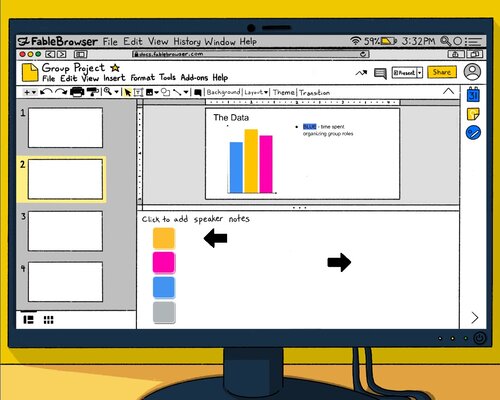 FableBrowser File Edit View History Window Help 59% 3:32PM
docs.fablebrowser.com
Group Project
File Edit View Insert Format Tools Add-ons Help
Present
Share
Background Layout Theme Transition
31
1
2
3
4
The Data
BLUE - time spent
organizing group roles
Click to add speaker notes